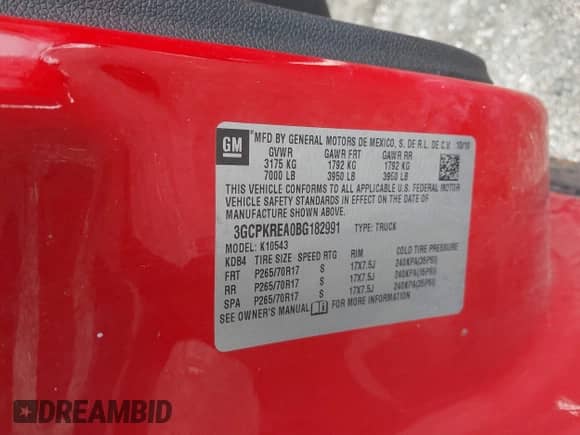 GM MFD BY GENERAL MOTORS DE MEXICO, S. DE R.L. DE C.V. 10/10
GVWR GAWR FRT GAWR RR
3175 KG 1792 KG 1792 KG
7000 LB 3950 LB 3950 LB
THIS VEHICLE CONFORMS TO ALL APPLICABLE U.S. FEDERAL MOTOR
VEHICLE SAFETY STANDARDS IN EFFECT ON THE DATE OF
MANUFACTURE SHOWN ABOVE.
3GCPKREA0BG182991 TYPE: TRUCK
MODEL: K10543
KDB4 TIRE SIZE SPEED RTG RIM COLD TIRE PRESSURE
FRT P265/70R17 S 17X7.5J 240KPA(35PSI)
RR P265/70R17 S 17X7.5J 240KPA(35PSI)
SPA P265/70R17 S 17X7.5J 240KPA(35PSI)
SEE OWNER'S MANUAL FOR MORE INFORMATION
DREAMBID